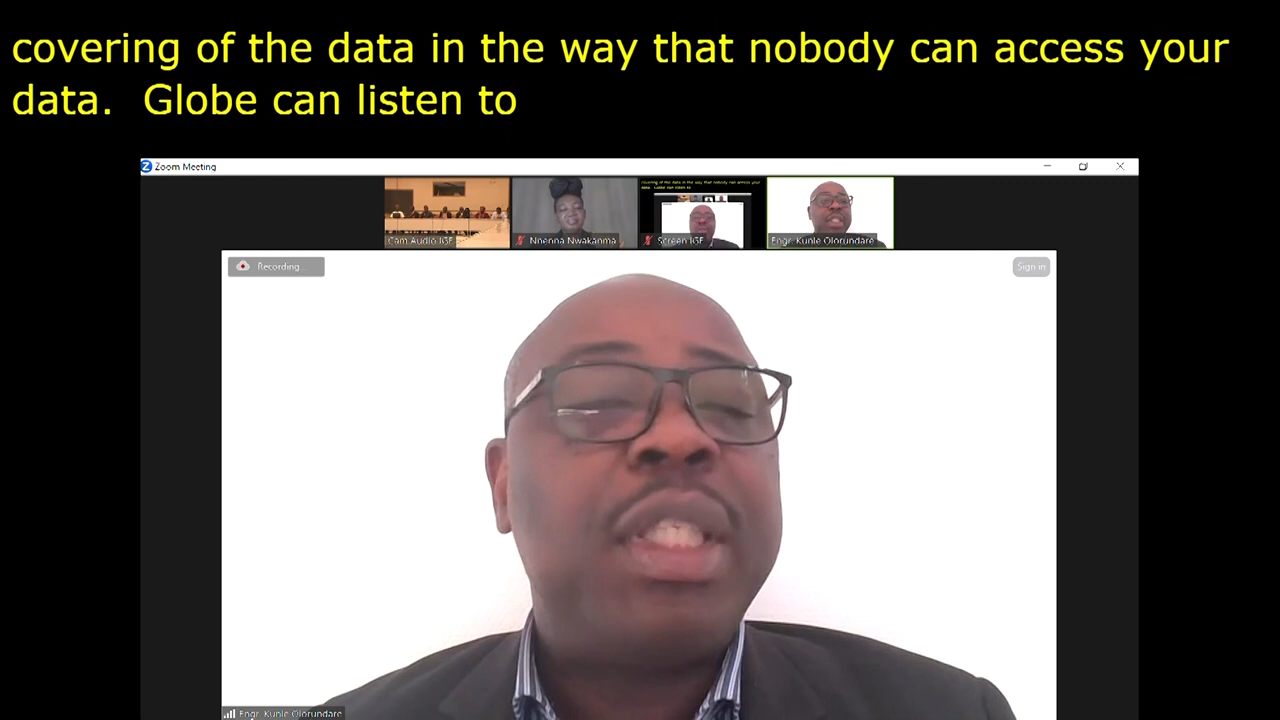 covering of the data in the way that nobody can access your
data.  Globe can listen to
Zoom Meeting
Cam Audio IGF
Nnenna Nwakanma
Screen IGF
Engr. Kunle Olorundare
Recording...
Sign in
Engr. Kunle Olorundare